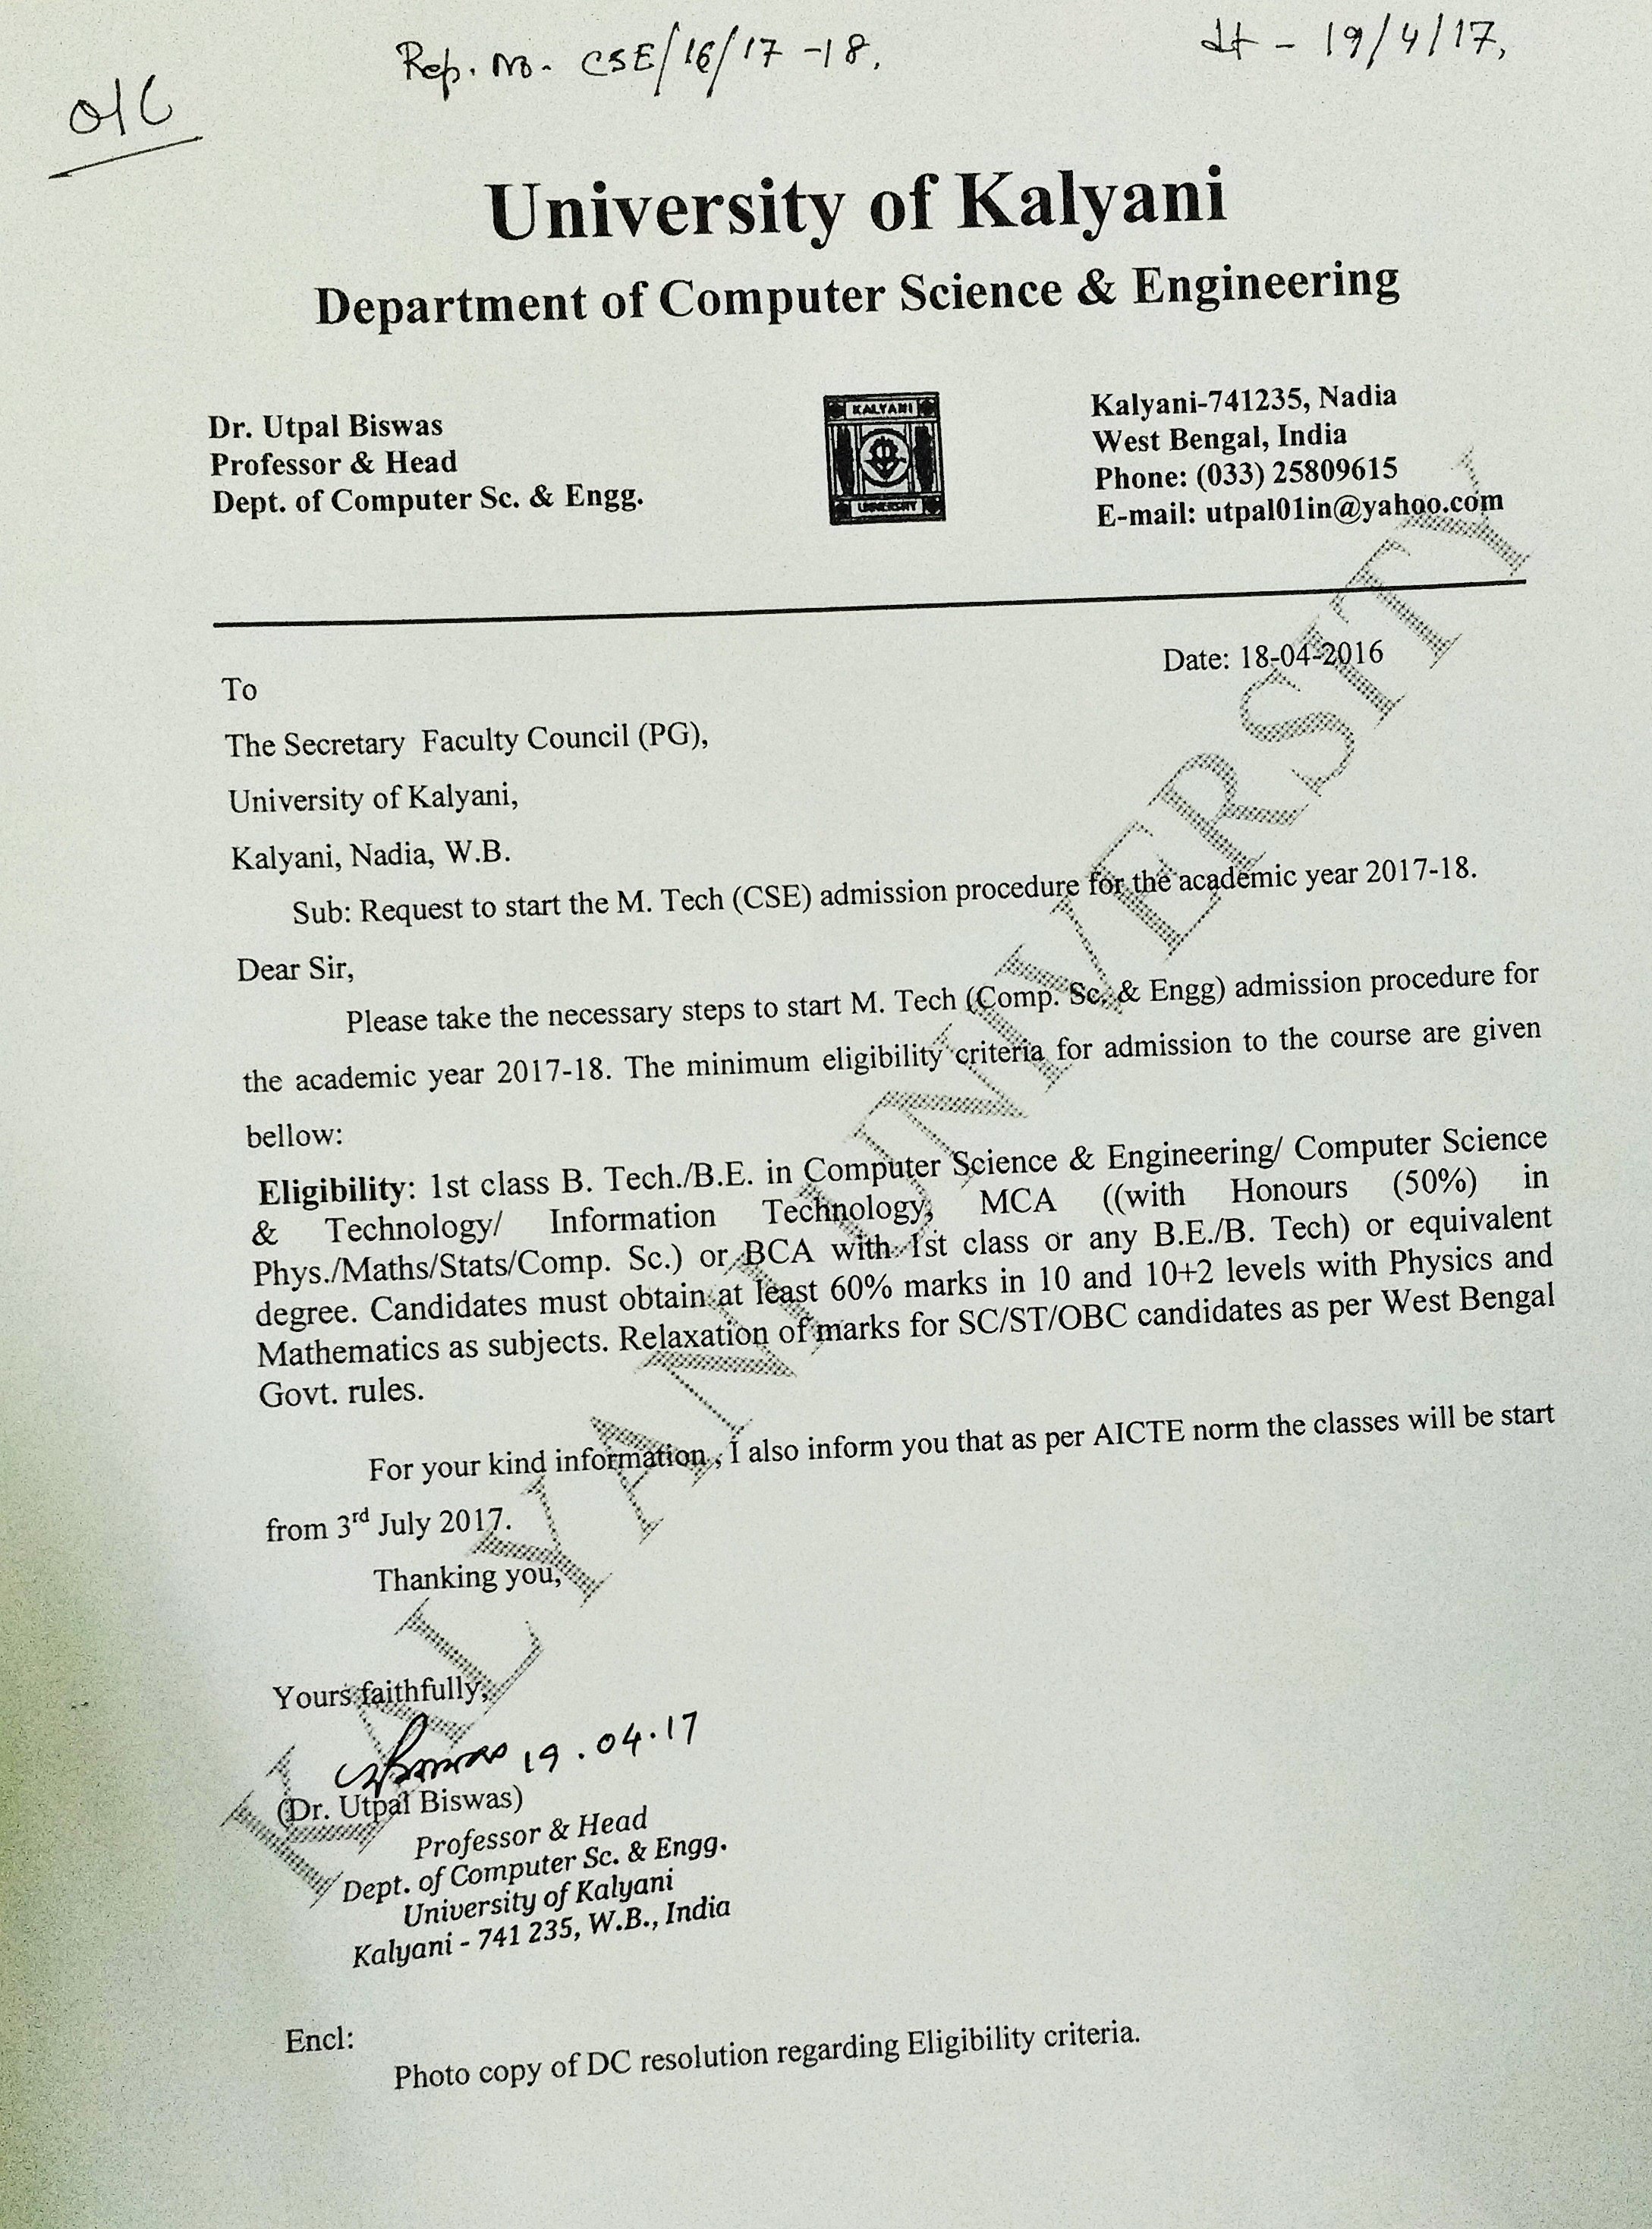 Rep. No. CSE/16/17-18.
dt - 19/4/17,
O/C
University of Kalyani
Department of Computer Science & Engineering
Dr. Utpal Biswas
Professor & Head
Dept. of Computer Sc. & Engg.
KALYANI
UNIVERSITY
Kalyani-741235, Nadia
West Bengal, India
Phone: (033) 25809615
E-mail: utpal01in@yahoo.com
Date: 18-04-2016
To
The Secretary Faculty Council (PG),
University of Kalyani,
Kalyani, Nadia, W.B.
Sub: Request to start the M. Tech (CSE) admission procedure for the academic year 2017-18.
Dear Sir,
Please take the necessary steps to start M. Tech (Comp. Sc. & Engg) admission procedure for
the academic year 2017-18. The minimum eligibility criteria for admission to the course are given
bellow:
Eligibility: 1st class B. Tech./B.E. in Computer Science & Engineering/ Computer Science
& Technology/ Information Technology, MCA ((with Honours (50%) in
Phys./Maths/Stats/Comp. Sc.) or BCA with 1st class or any B.E./B. Tech) or equivalent
degree. Candidates must obtain at least 60% marks in 10 and 10+2 levels with Physics and
Mathematics as subjects. Relaxation of marks for SC/ST/OBC candidates as per West Bengal
Govt. rules.
For your kind information , I also inform you that as per AICTE norm the classes will be start
from 3rd July 2017.
Thanking you,
Yours faithfully,
Biswas 19.04.17
(Dr. Utpal Biswas)
Professor & Head
Dept. of Computer Sc. & Engg.
University of Kalyani
Kalyani - 741 235, W.B., India
Encl:
Photo copy of DC resolution regarding Eligibility criteria.
KALYANI UNIVERSITY